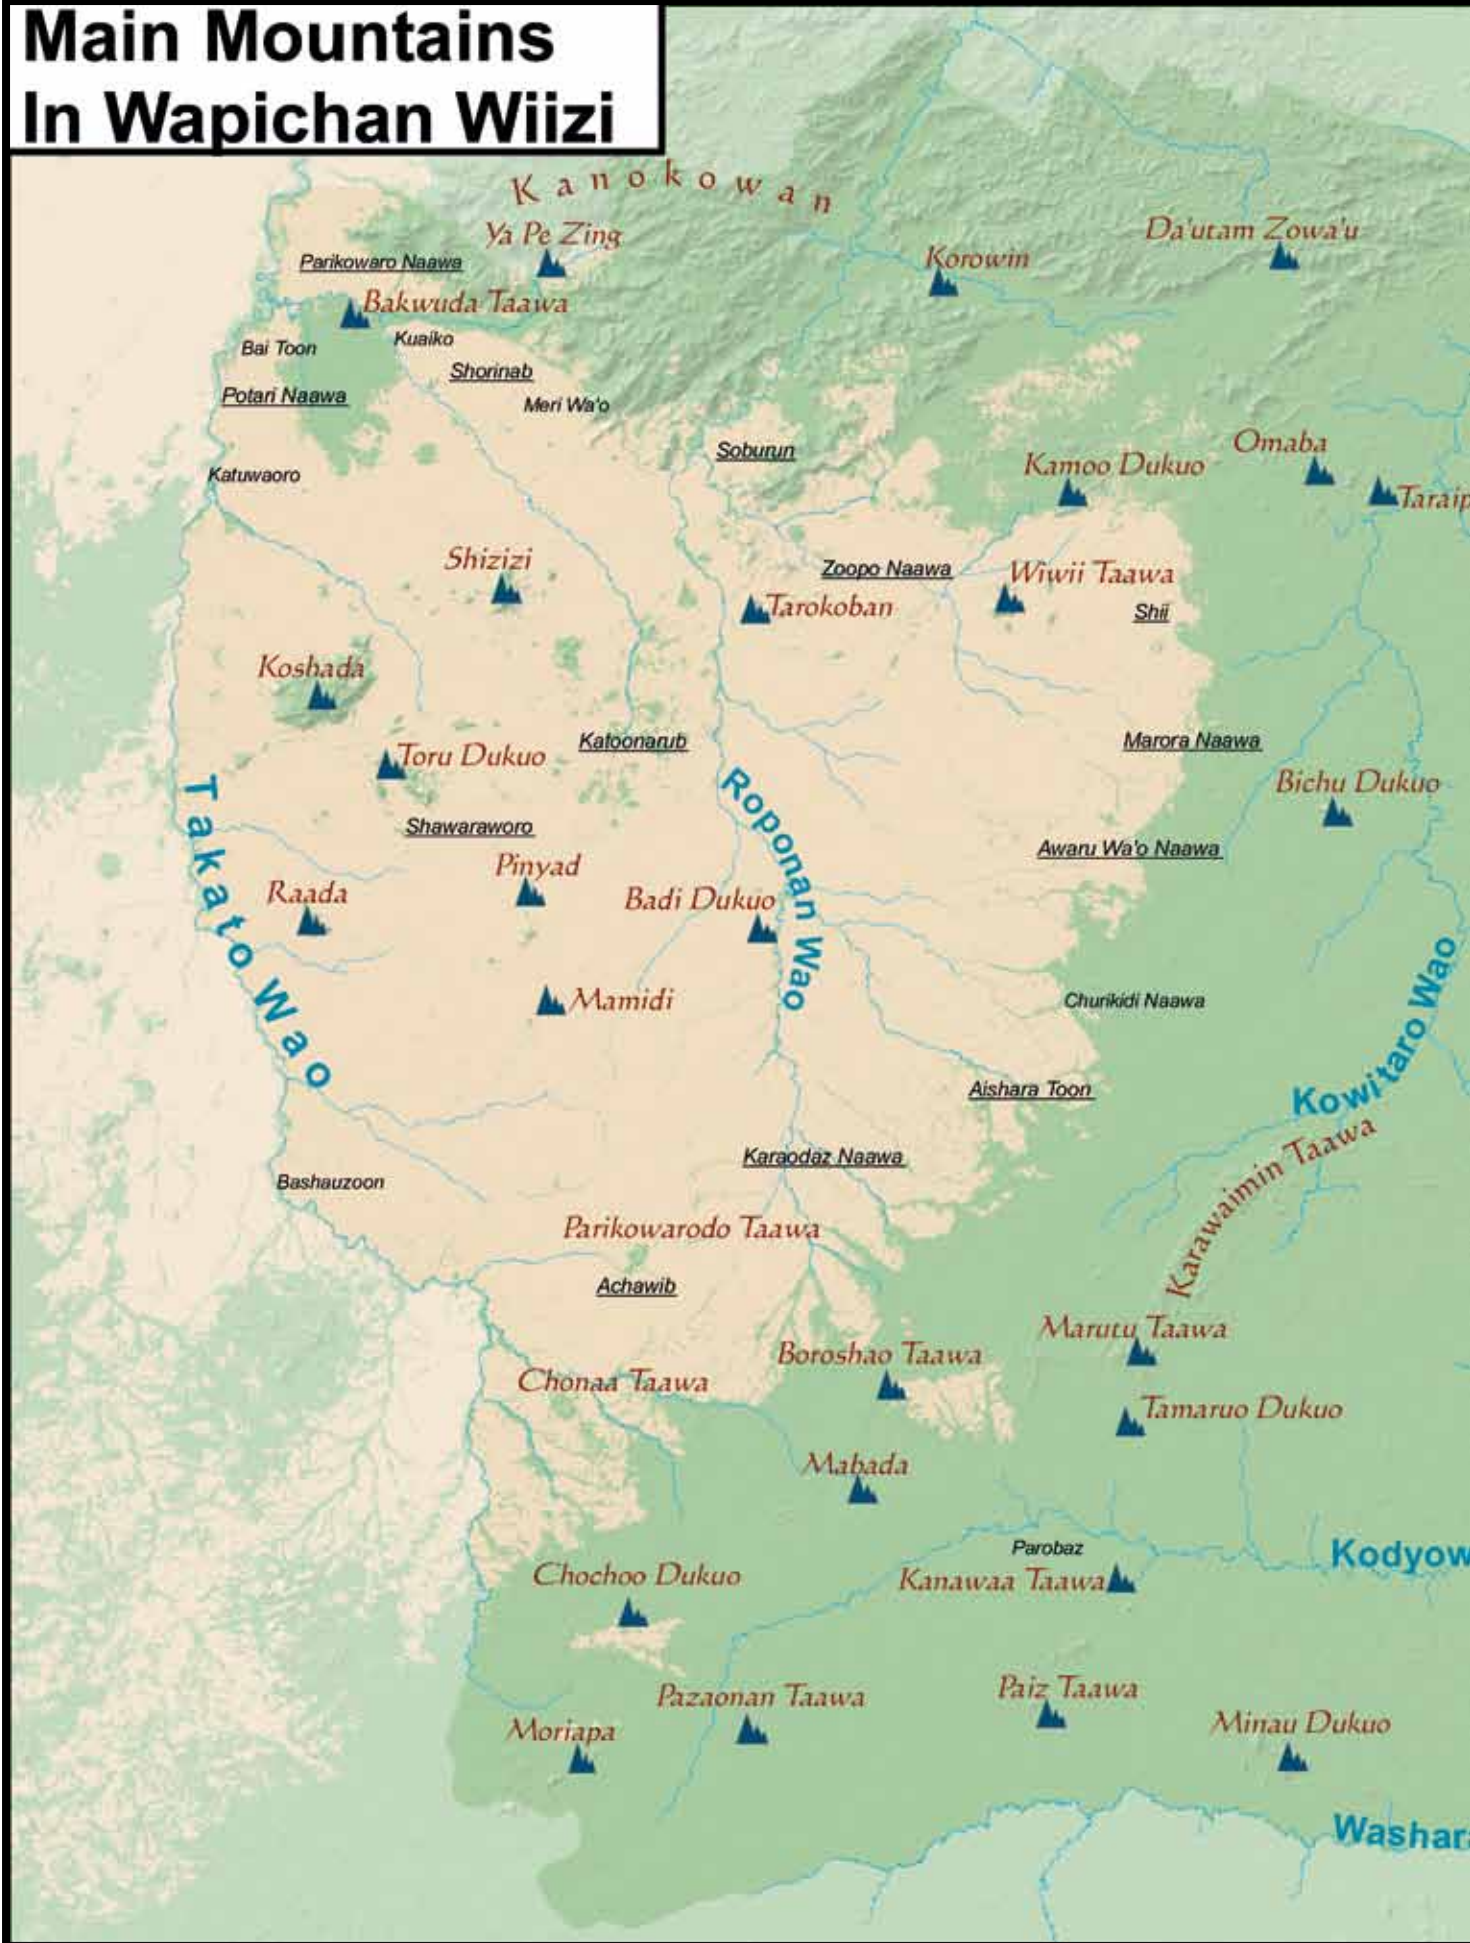 Main Mountains
In Wapichan Wiizi
Kanokowan
Ya Pe Zing
Da'utam Zowa'u
Korowin
Parikowaro Naawa
Bakwuda Taawa
Kuaiko
Bai Toon
Shorinab
Potari Naawa
Meri Wa'o
Soburun
Omaba
Kamoo Dukuo
Katuwaoro
Taraip
Shizizi
Zoopo Naawa
Wiwii Taawa
Tarokoban
Shii
Koshada
Katoonarub
Marora Naawa
Toru Dukuo
Bichu Dukuo
Takato Wao
Roponan Wao
Shawaraworo
Awaru Wa'o Naawa
Pinyad
Raada
Badi Dukuo
Mamidi
Churikidi Naawa
Kowitaro Wao
Aishara Toon
Karawaimin Taawa
Karaodaz Naawa
Bashauzoon
Parikowarodo Taawa
Achawib
Marutu Taawa
Boroshao Taawa
Chonaa Taawa
Tamaruo Dukuo
Mabada
Parobaz
Kodyow
Chochoo Dukuo
Kanawaa Taawa
Paiz Taawa
Pazaonan Taawa
Minau Dukuo
Moriapa
Washar